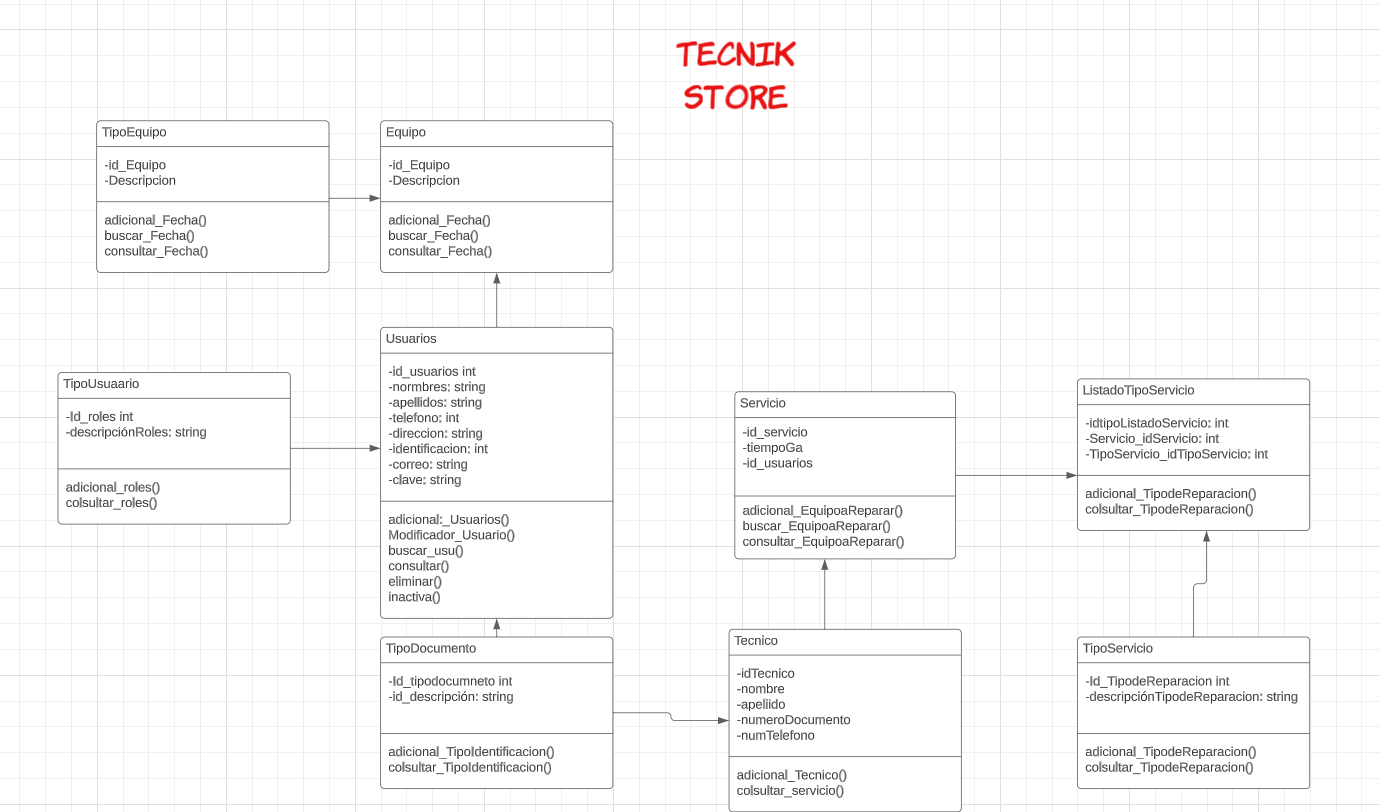 TECNIK
STORE
TipoEquipo
-id_Equipo
-Descripcion
adicional_Fecha()
buscar_Fecha()
consultar_Fecha()
Equipo
-id_Equipo
-Descripcion
adicional_Fecha()
buscar_Fecha()
consultar_Fecha()
TipoUsuaario
-Id_roles int
-descripciónRoles: string
adicional_roles()
colsultar_roles()
Usuarios
-id_usuarios int
-normbres: string
-apellidos: string
-telefono: int
-direccion: string
-identificacion: int
-correo: string
-clave: string
adicional:_Usuarios()
Modificador_Usuario()
buscar_usu()
consultar()
eliminar()
inactiva()
Servicio
-id_servicio
-tiempoGa
-id_usuarios
adicional_EquipoaReparar()
buscar_EquipoaReparar()
consultar_EquipoaReparar()
ListadoTipoServicio
-idtipoListadoServicio: int
-Servicio_idServicio: int
-TipoServicio_idTipoServicio: int
adicional_TipodeReparacion()
colsultar_TipodeReparacion()
TipoDocumento
-Id_tipodocumneto int
-id_descripción: string
adicional_TipoIdentificacion()
colsultar_TipoIdentificacion()
Tecnico
-idTecnico
-nombre
-apeliido
-numeroDocumento
-numTelefono
adicional_Tecnico()
colsultar_servicio()
TipoServicio
-Id_TipodeReparacion int
-descripciónTipodeReparacion: string
adicional_TipodeReparacion()
colsultar_TipodeReparacion()